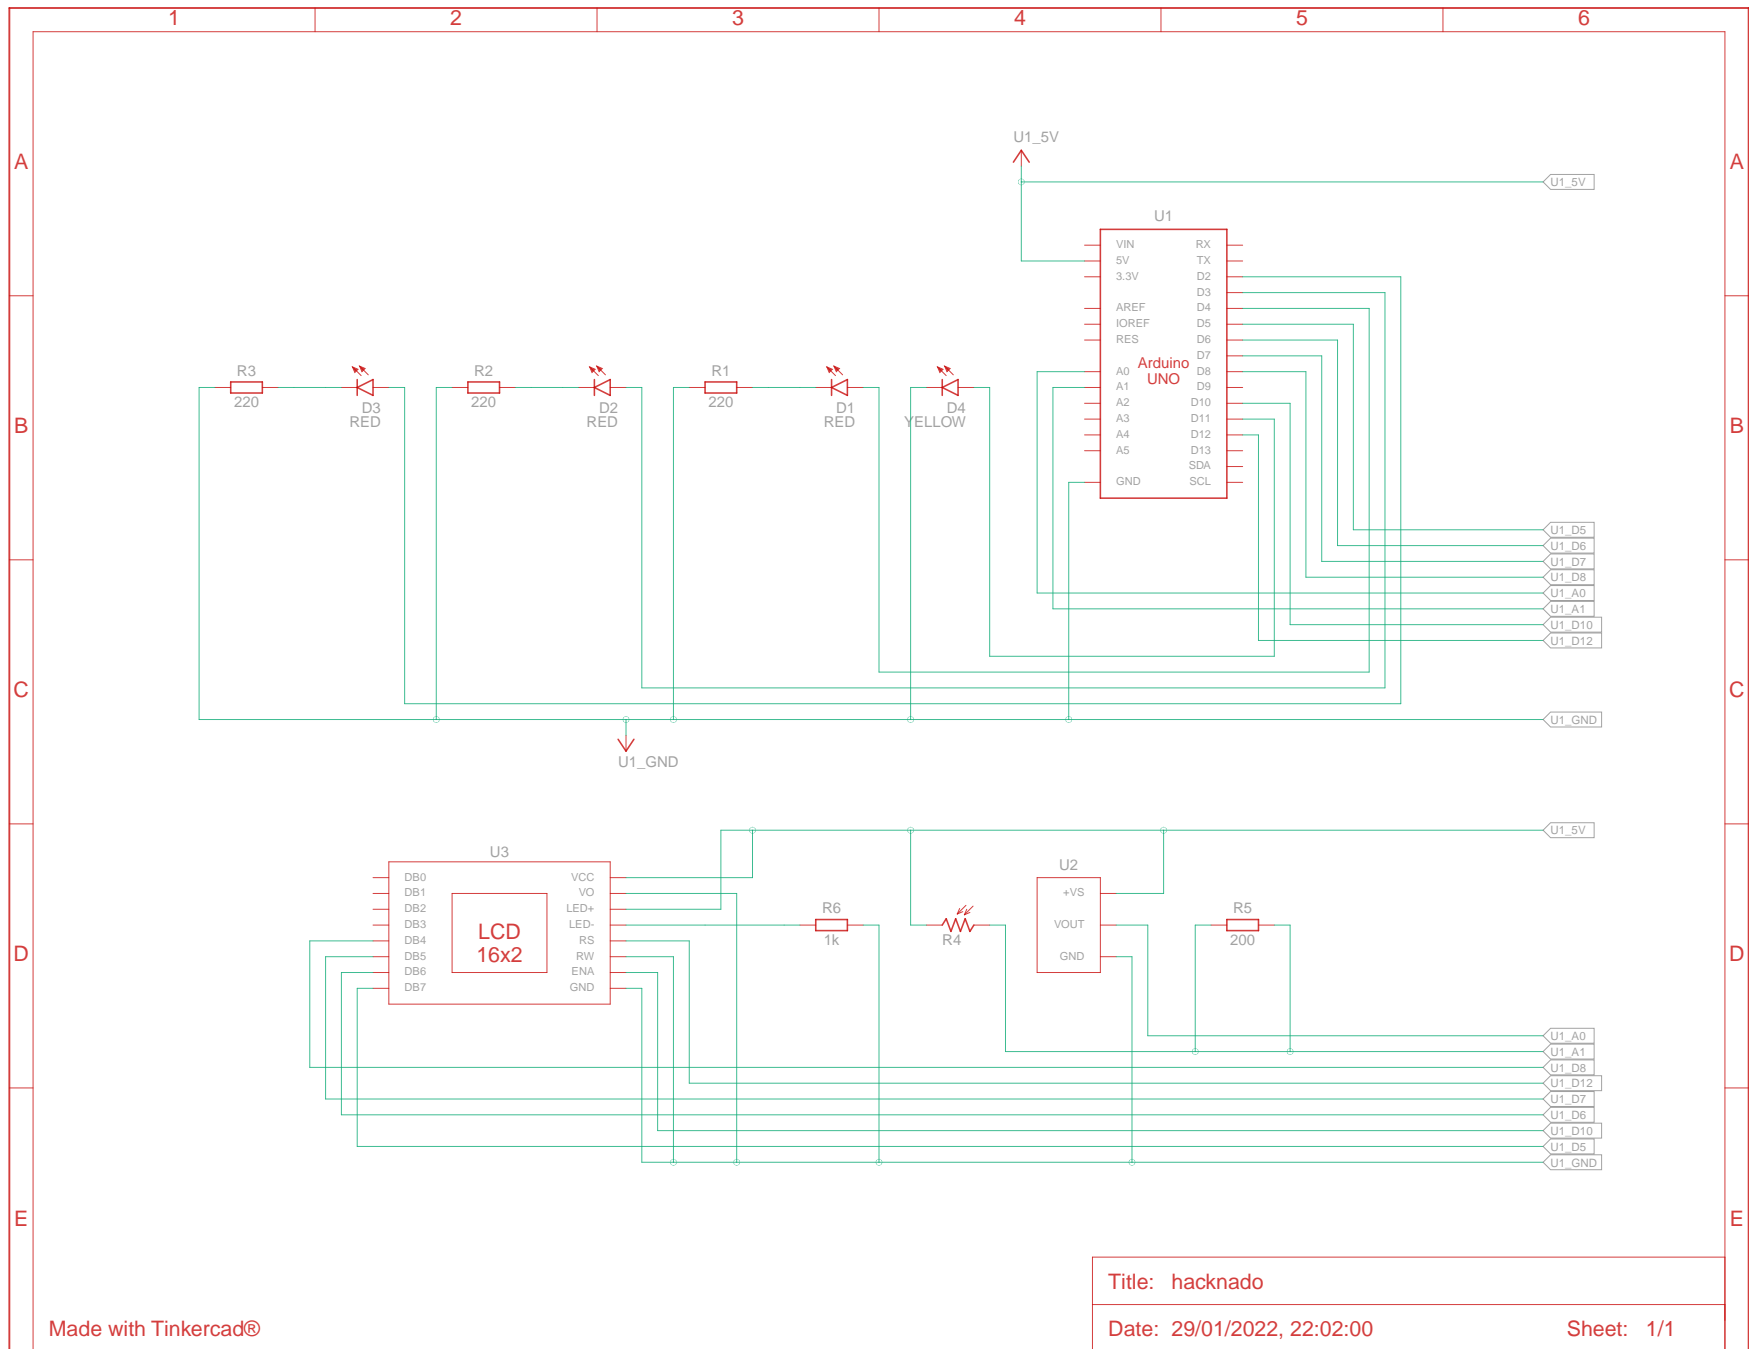 1 2 3 4 5 6
A A
U1_5V
U1_5V
U1
VIN RX
5V TX
3.3V D2
D3
AREF D4
IOREF D5
RES D6
D7
Arduino
UNO
A0 D8
A1 D9
A2 D10
A3 D11
A4 D12
A5 D13
SDA
GND SCL
R3
220
D3
RED
R2
220
D2
RED
R1
220
D1
RED
D4
YELLOW
B B
U1_D5
U1_D6
U1_D7
U1_D8
U1_A0
U1_A1
U1_D10
U1_D12
C C
U1_GND
U1_GND
U1_5V
U3
DB0 VCC
DB1 VO
DB2 LED+
DB3 LED-
DB4 RS
DB5 RW
DB6 ENA
DB7 GND
LCD
16x2
R6
1k
R4
U2
+VS
VOUT
GND
R5
200
D D
U1_A0
U1_A1
U1_D8
U1_D12
U1_D7
U1_D6
U1_D10
U1_D5
U1_GND
E E
Title: hacknado
Made with Tinkercad®
Date: 29/01/2022, 22:02:00 Sheet: 1/1